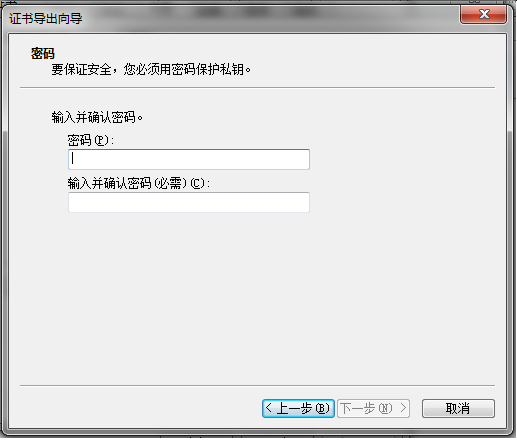 证书导出向导
密码
要保证安全，您必须用密码保护私钥。
输入并确认密码。
密码(P):
输入并确认密码(必需)(C):
< 上一步(B) 下一步(N) > 取消